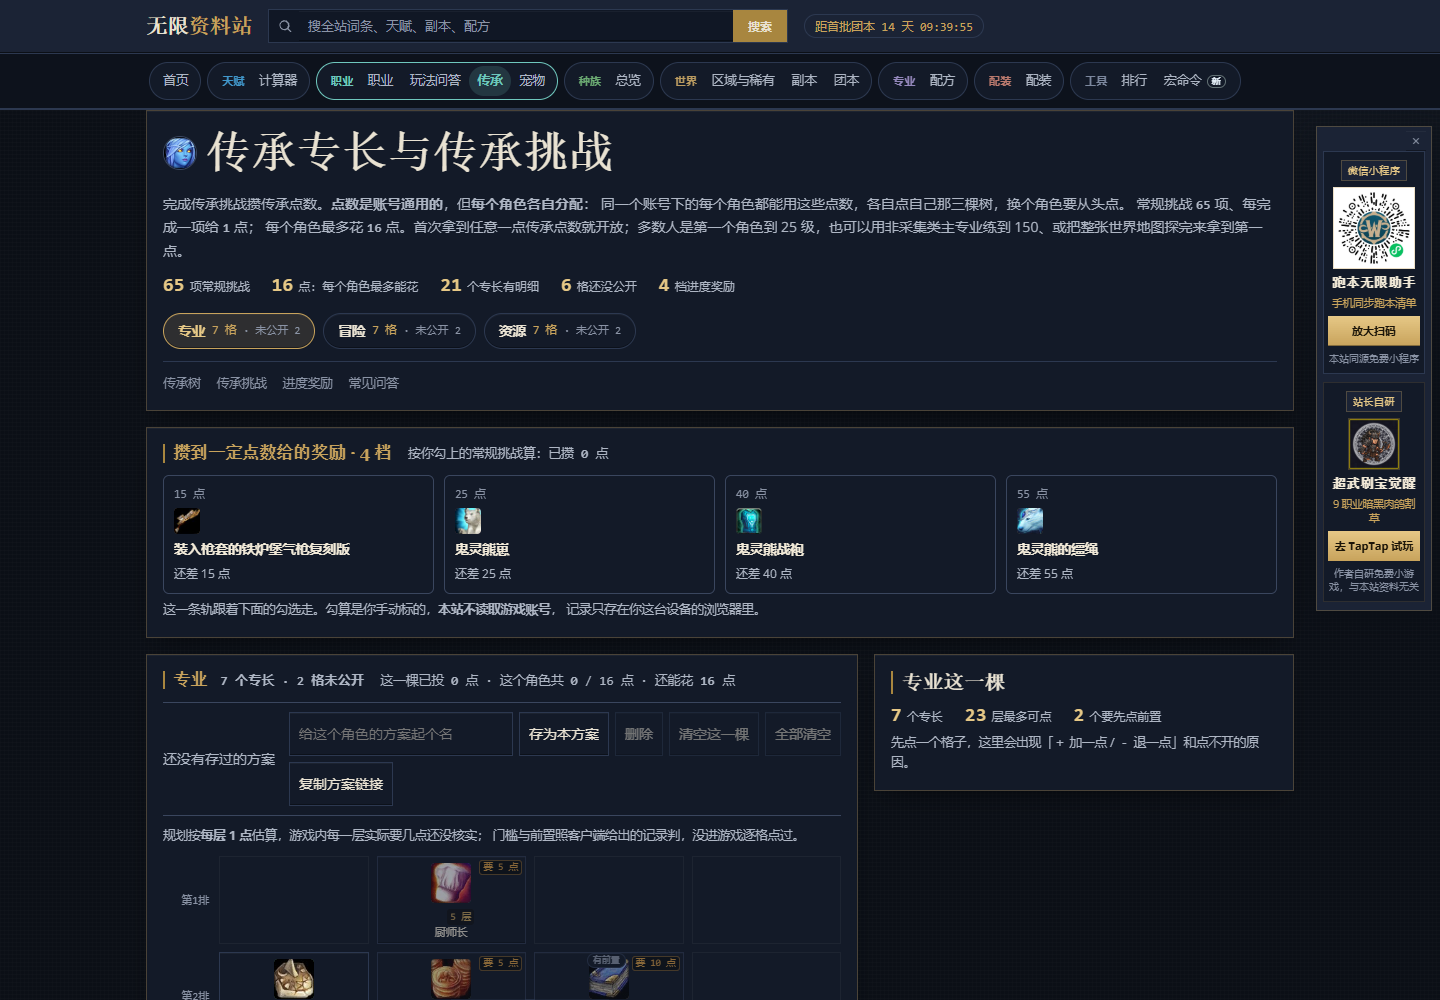 无限资料站
搜全站词条、天赋、副本、配方
搜索
距首批团本 14 天 09:39:55
首页
天赋 计算器
职业 职业 玩法问答 传承 宠物
种族 总览
世界 区域与稀有 副本 团本
专业 配方
配装 配装
工具 排行 宏命令 新
传承专长与传承挑战
完成传承挑战攒传承点数。点数是账号通用的，但每个角色各自分配： 同一个账号下的每个角色都能用这些点数，各自点自己那三棵树，换个角色要从头点。 常规挑战 65 项、每完
成一项给 1 点； 每个角色最多花 16 点。首次拿到任意一点传承点数就开放；多数人是第一个角色到 25 级，也可以用非采集类主专业练到 150、或把整张世界地图探完来拿到第一
点。
65 项常规挑战 16 点：每个角色最多能花 21 个专长有明细 6 格还没公开 4 档进度奖励
专业 7 格 · 未公开 2
冒险 7 格 · 未公开 2
资源 7 格 · 未公开 2
传承树 传承挑战 进度奖励 常见问答
攒到一定点数给的奖励 · 4 档 按你勾上的常规挑战算：已攒 0 点
15 点
装入枪套的铁炉堡气枪复刻版
还差 15 点
25 点
鬼灵熊崽
还差 25 点
40 点
鬼灵熊战袍
还差 40 点
55 点
鬼灵熊的缰绳
还差 55 点
这一条轨跟着下面的勾选走。勾算是你手动标的，本站不读取游戏账号， 记录只存在你这台设备的浏览器里。
专业 7 个专长 · 2 格未公开 这一棵已投 0 点 · 这个角色共 0 / 16 点 · 还能花 16 点
还没有存过的方案
给这个角色的方案起个名
存为本方案
删除
清空这一棵
全部清空
复制方案链接
规划按每层 1 点估算，游戏内每一层实际要几点还没核实； 门槛与前置照客户端给出的记录判，没进游戏逐格点过。
第1排
要 5 点
5 层
厨师长
第2排
要 5 点
有前置
要 10 点
专业这一棵
7 个专长 23 层最多可点 2 个要先点前置
先点一个格子，这里会出现「 + 加一点 / - 退一点」和点不开的原
因。
×
微信小程序
跑本无限助手
手机同步跑本清单
放大扫码
本站同源免费小程序
站长自研
超武刷宝觉醒
9 职业暗黑肉鸽割
草
去 TapTap 试玩
作者自研免费小游
戏，与本站资料无关